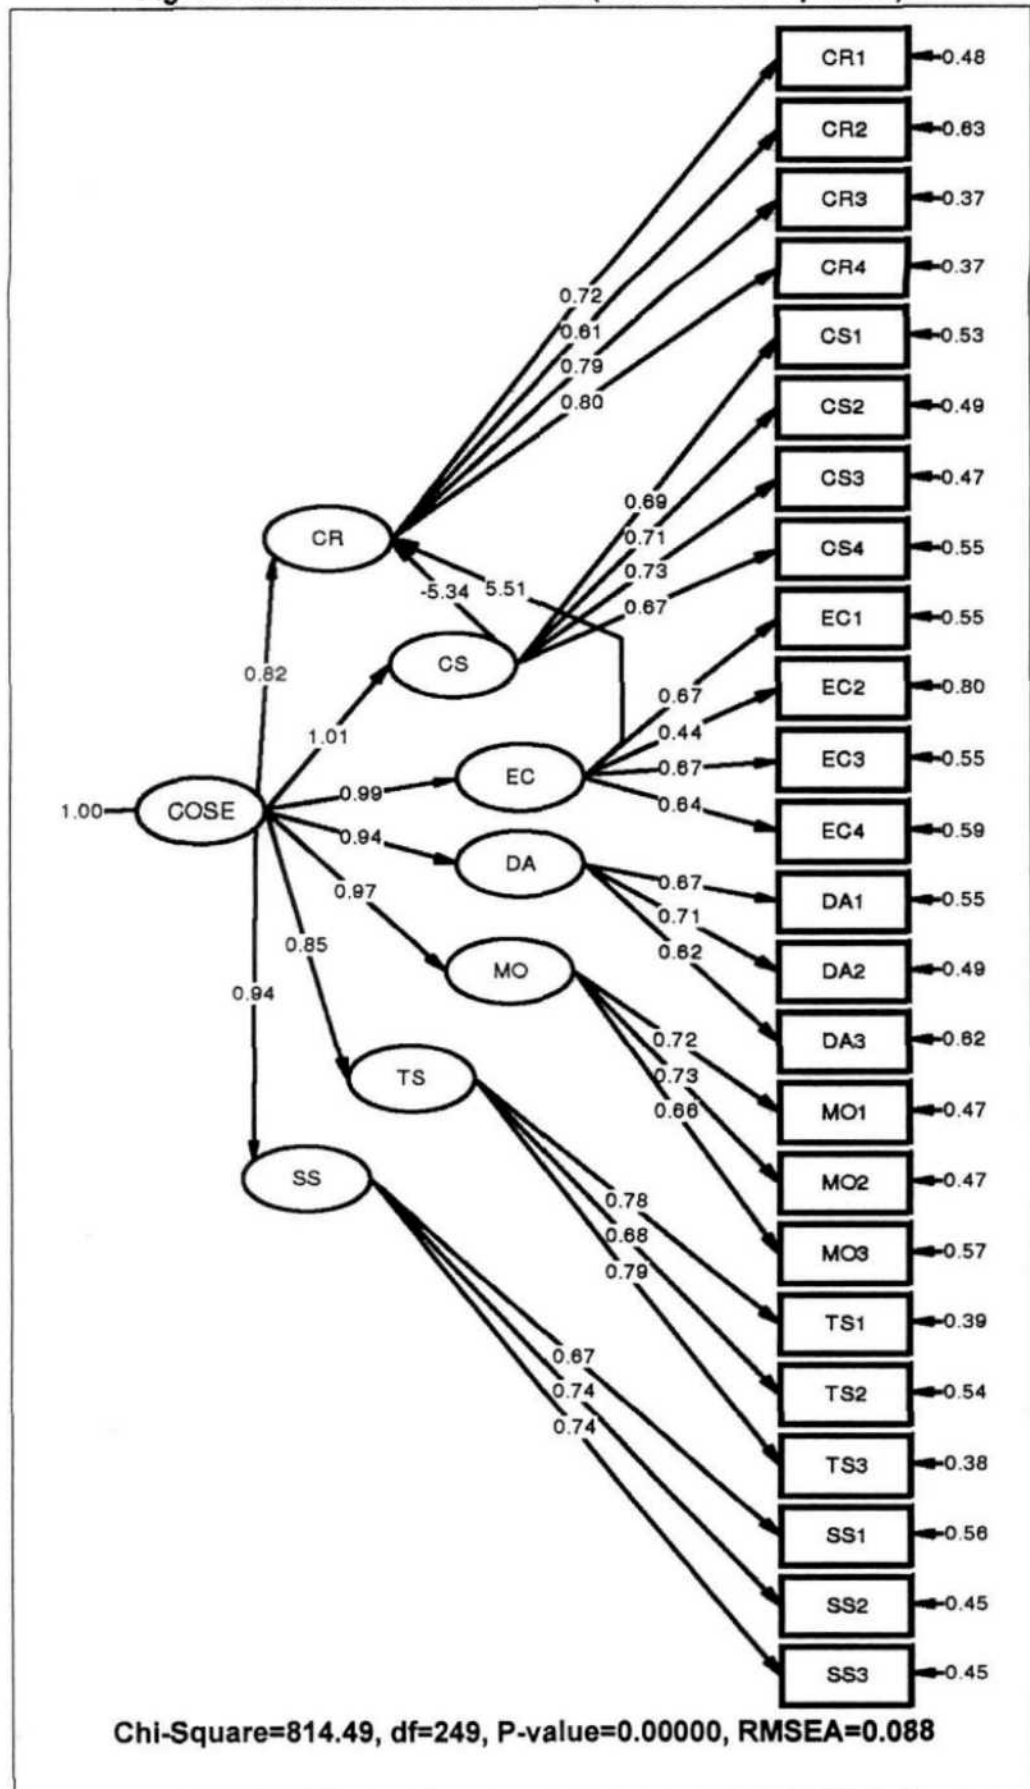 CR1 0.48
CR2 0.63
CR3 0.37
CR4 0.37
0.72
0.61
CS1 0.53
0.79
0.80
CS2 0.49
CS3 0.47
0.69
CR
0.71
CS4 0.55
0.73
-5.34 5.51
0.67
EC1 0.55
CS
0.82
EC2 0.80
0.67
1.01
0.44
EC3 0.55
0.67
EC
0.99
0.64
1.00 COSE
EC4 0.59
0.94
DA
0.67
0.97
DA1 0.55
0.71
0.85
0.62
MO
DA2 0.49
0.94
0.72
DA3 0.62
0.73
TS
0.66
MO1 0.47
SS
MO2 0.47
0.78
0.68
MO3 0.57
0.79
TS1 0.39
0.67
0.74
TS2 0.54
0.74
TS3 0.38
SS1 0.56
SS2 0.45
SS3 0.45
Chi-Square=814.49, df=249, P-value=0.00000, RMSEA=0.088